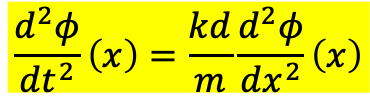 d²ϕ/dt² (x) = kd/m d²ϕ/dx² (x)